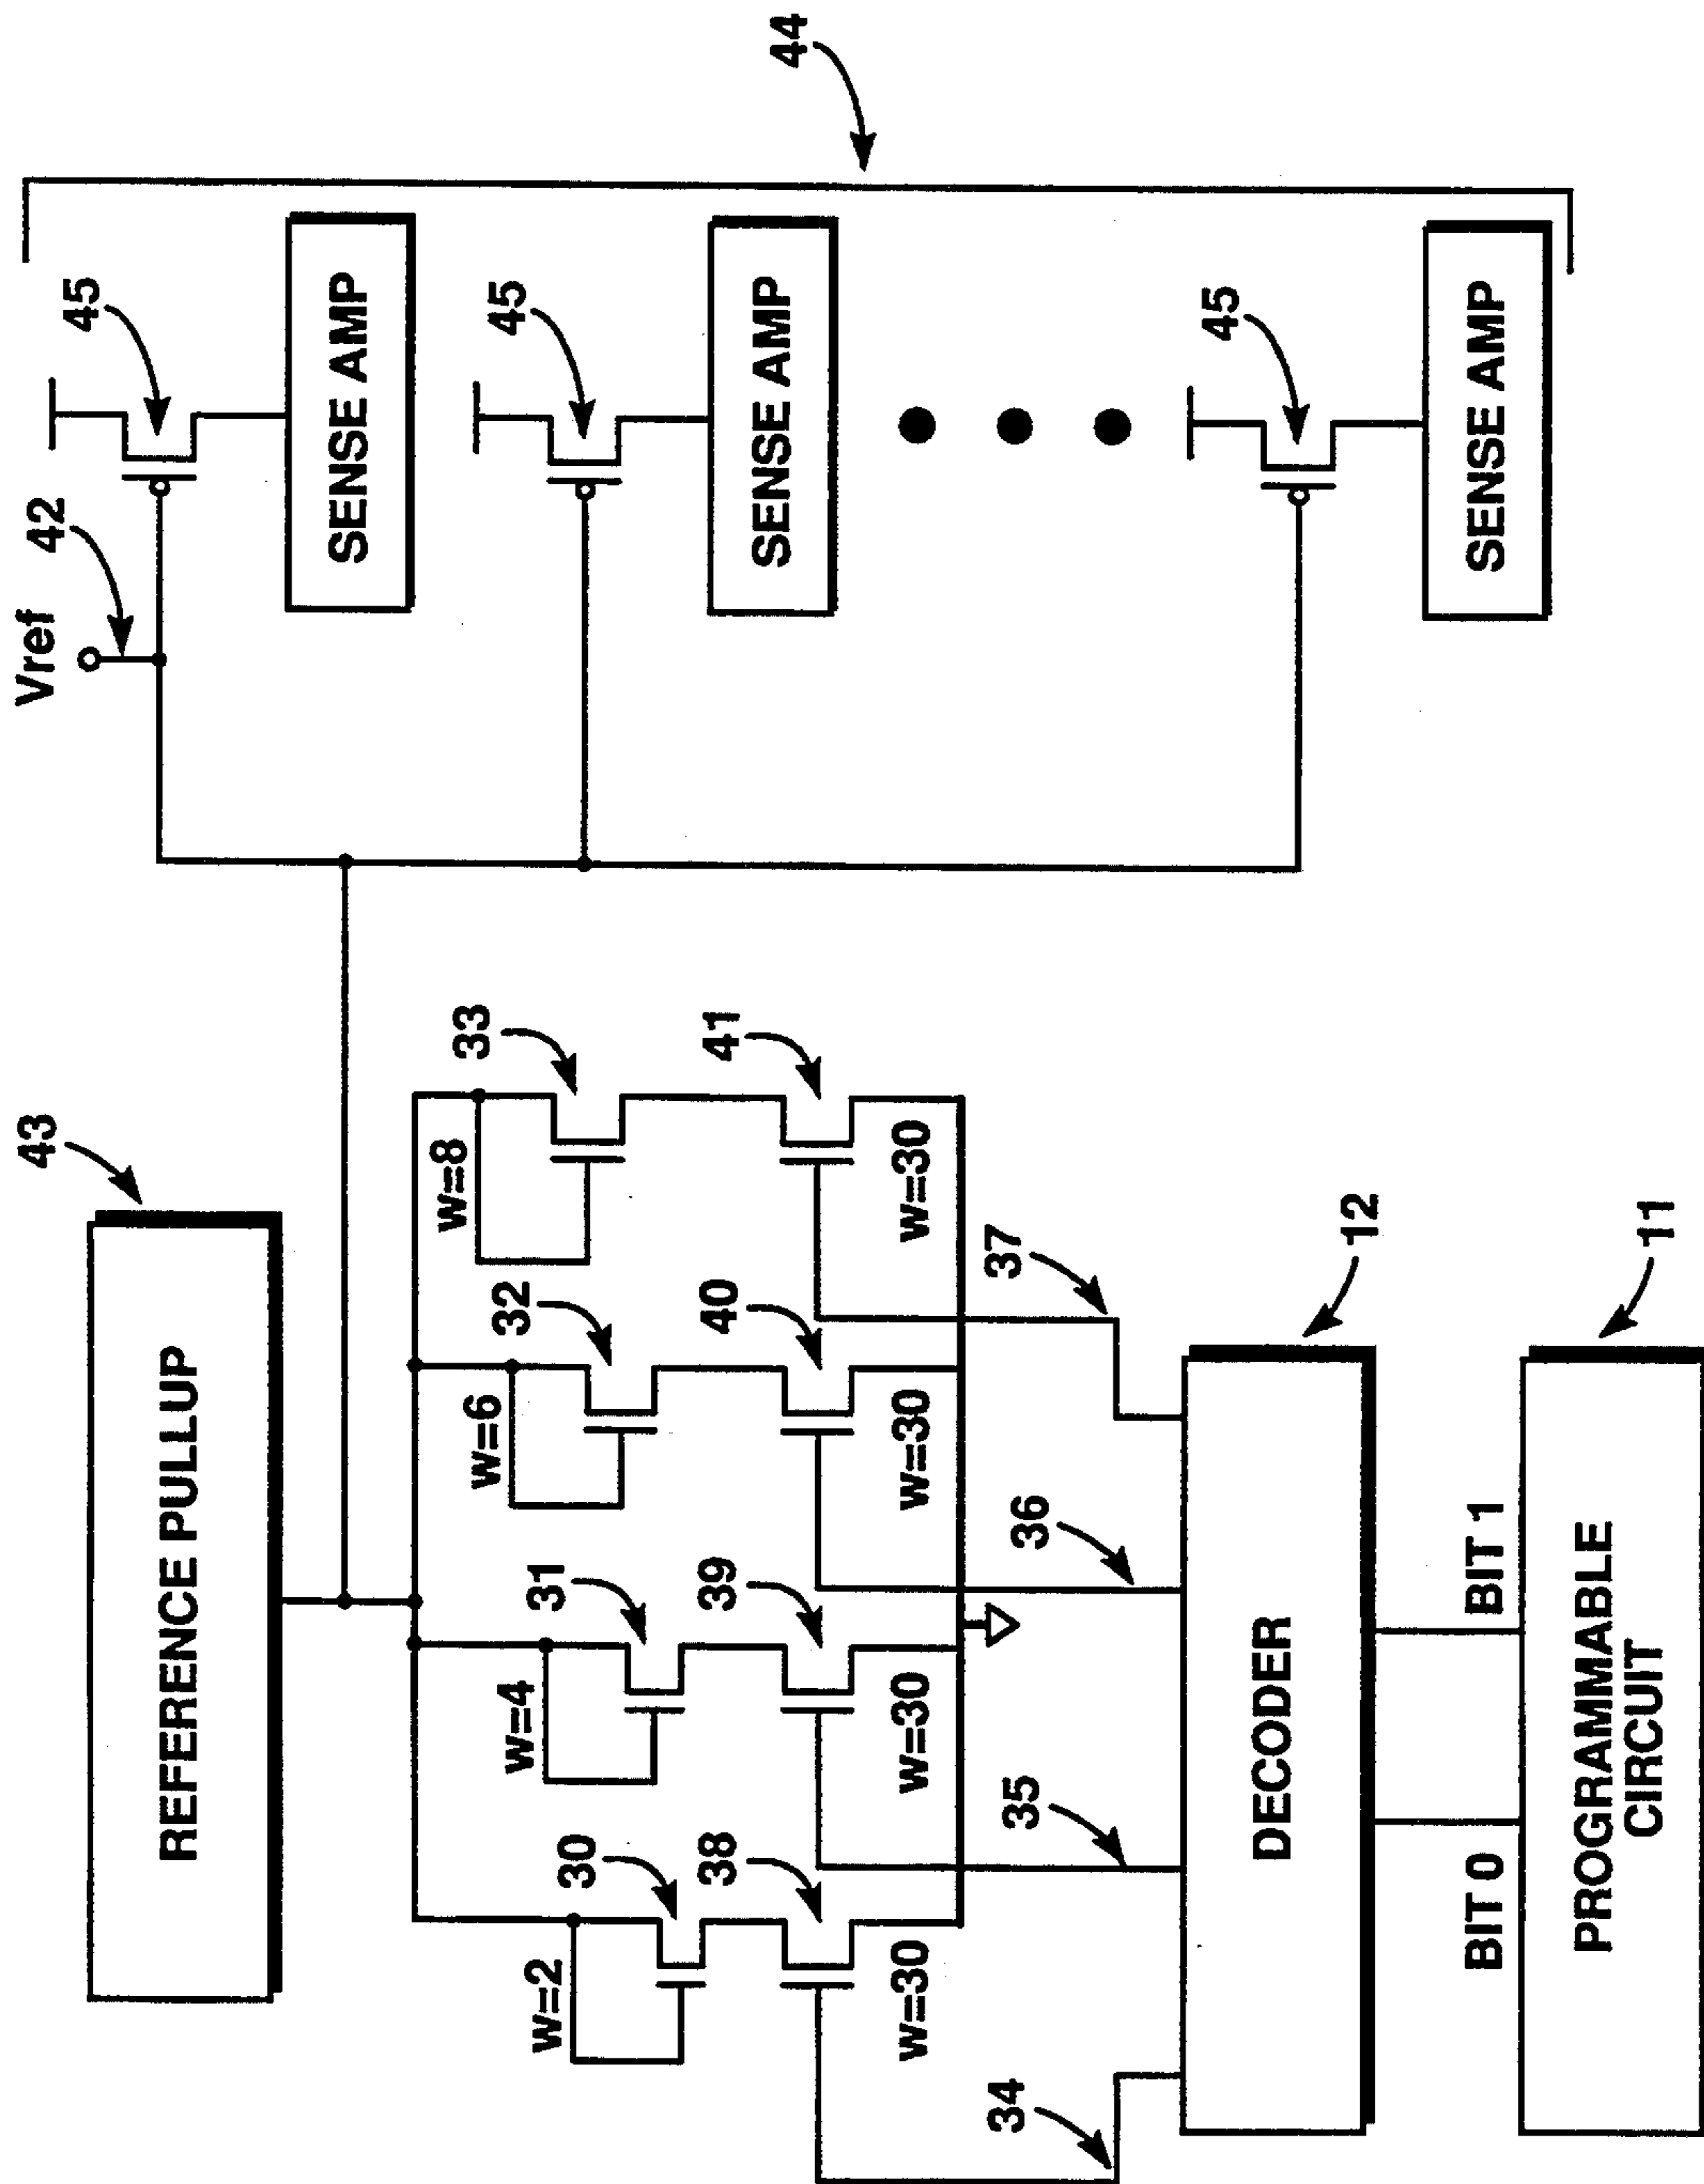 43
REFERENCE PULLUP
Vref
42
45
SENSE AMP
45
SENSE AMP
45
SENSE AMP
44
w=2
30
w=4
31
w=6
32
w=8
33
38
39
40
41
w=30
w=30
w=30
w=30
34
35
36
37
DECODER
12
BIT 0
BIT 1
PROGRAMMABLE
CIRCUIT
11